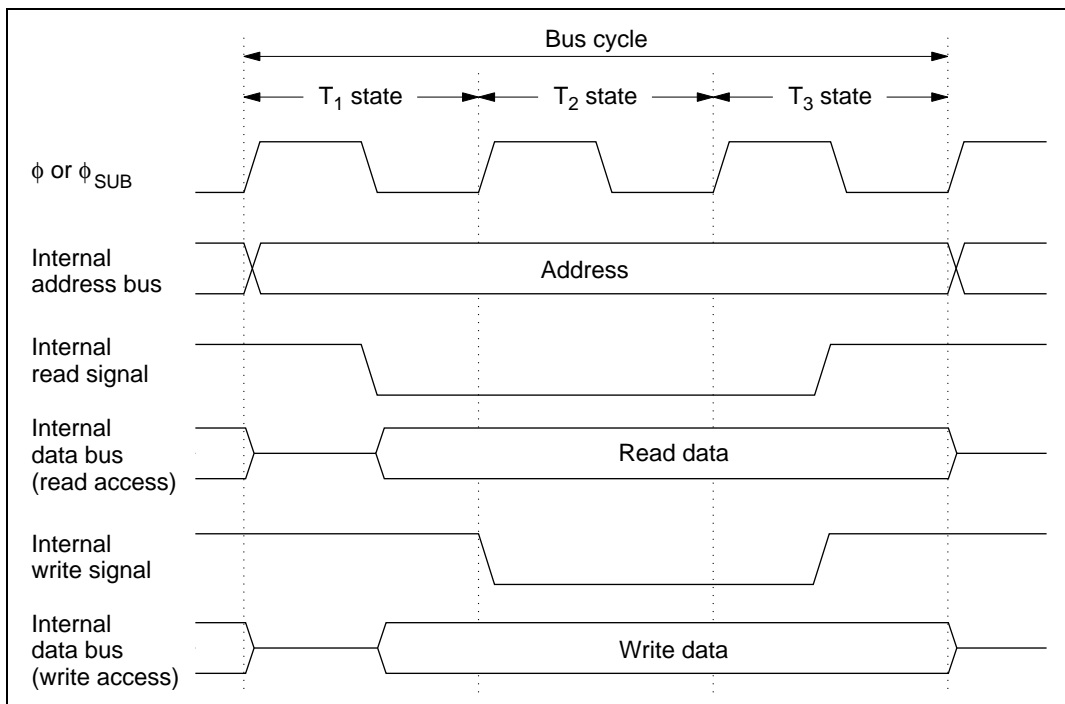 Bus cycle
T1 state
T2 state
T3 state
ϕ or ϕSUB
Internal
address bus
Address
Internal
read signal
Internal
data bus
(read access)
Read data
Internal
write signal
Internal
data bus
(write access)
Write data